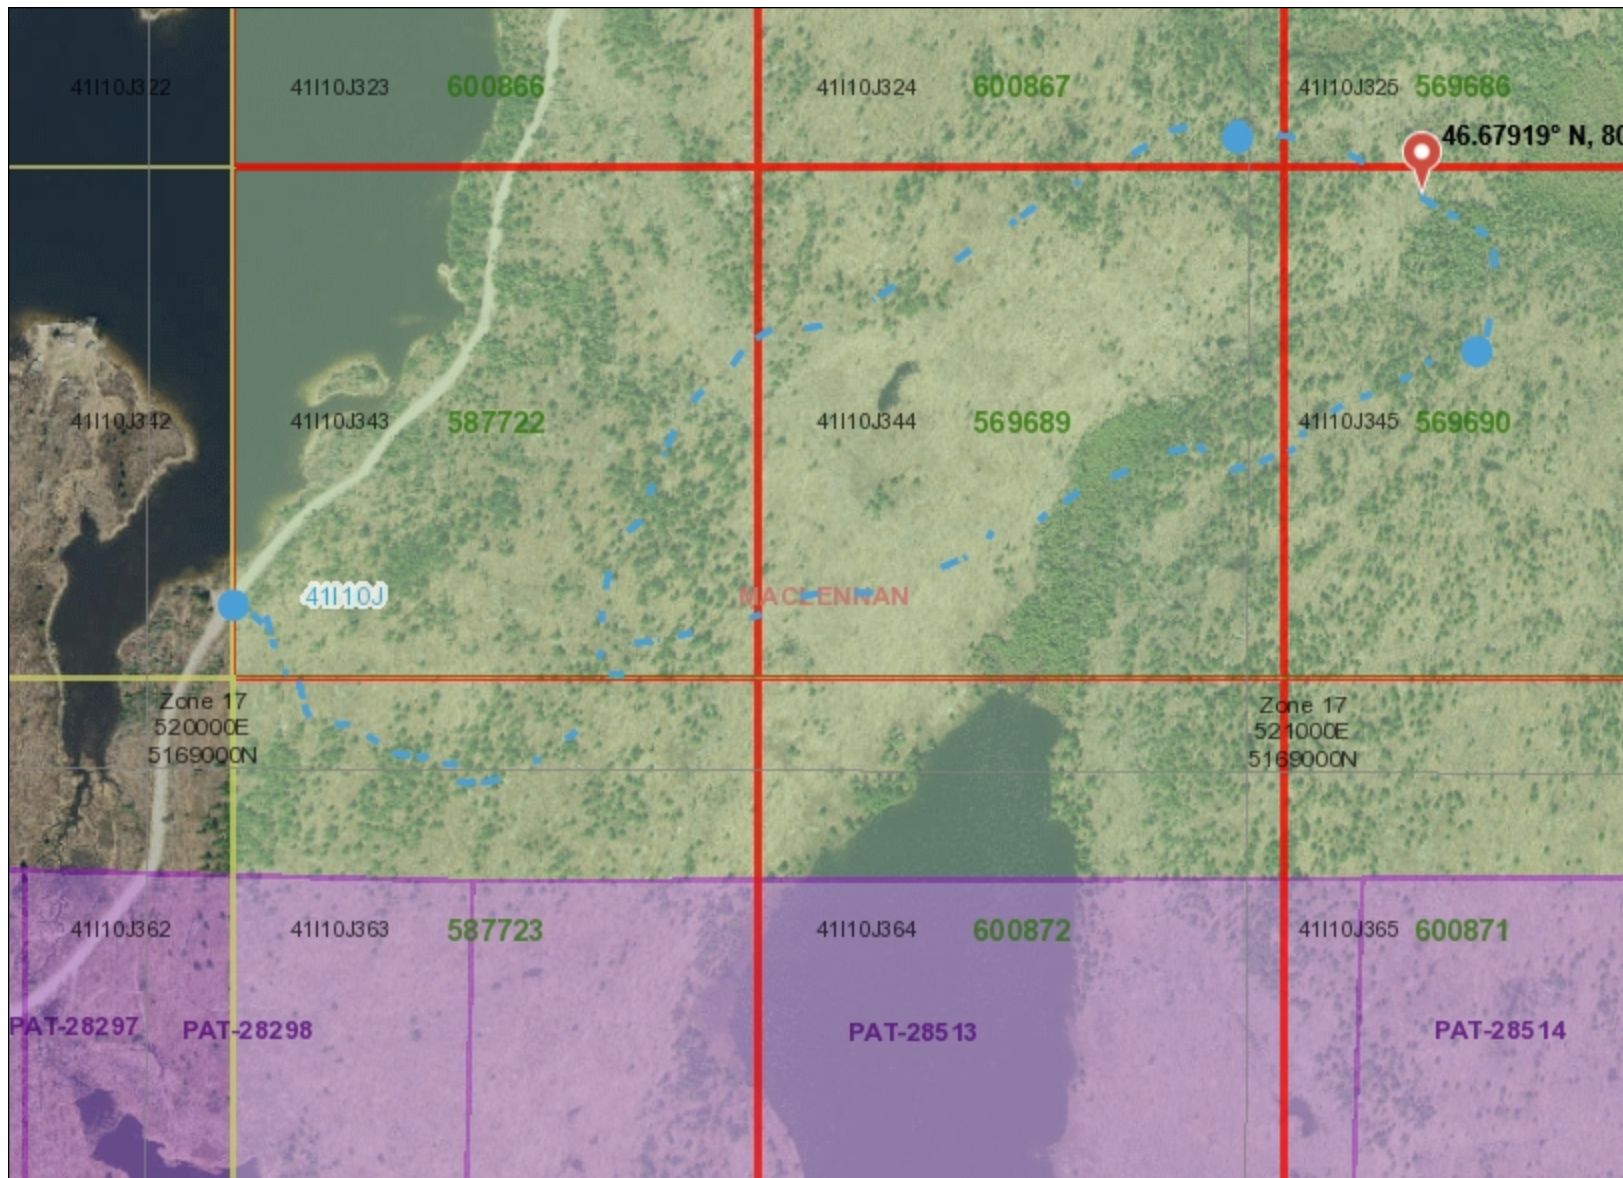 41I10J322
41I10J323 600866
41I10J324 600867
41I10J325 569686
46.67919° N, 80
41I10J342
41I10J343 587722
41I10J344 569689
41I10J345 569690
41I10J
MACLENNAN
Zone 17
520000E
5169000N
Zone 17
521000E
5169000N
41I10J362
41I10J363 587723
41I10J364 600872
41I10J365 600871
PAT-28297
PAT-28298
PAT-28513
PAT-28514